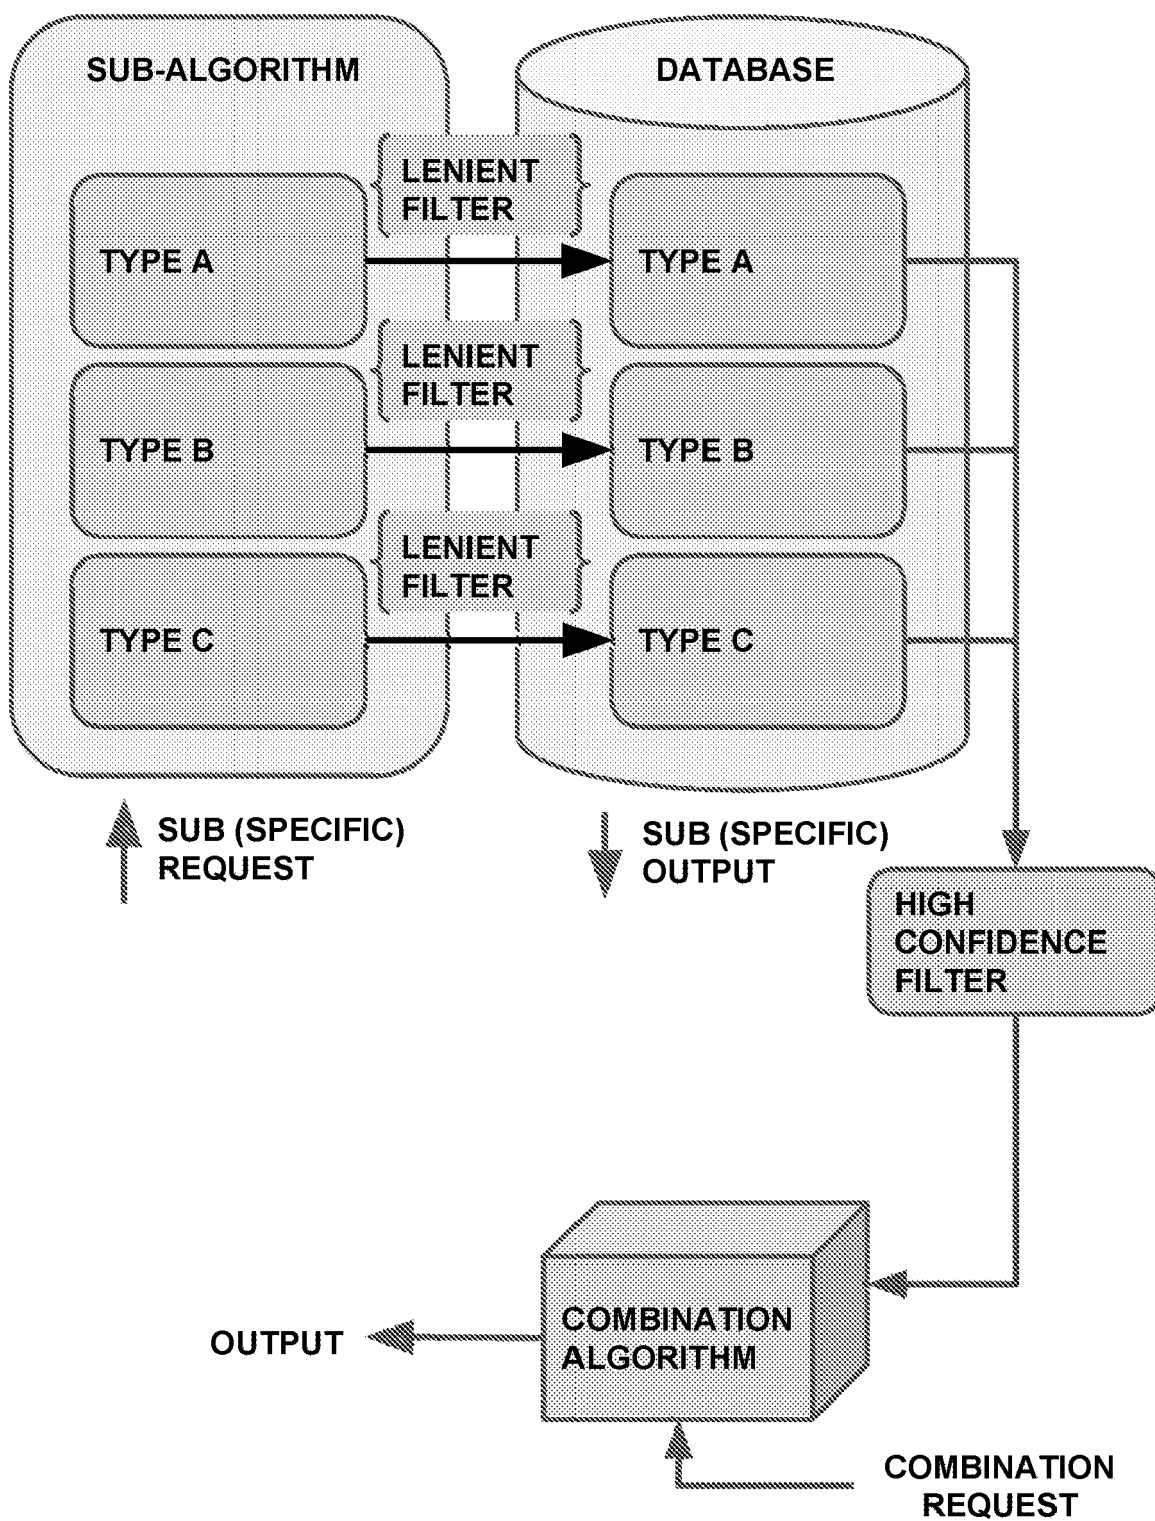 SUB-ALGORITHM
DATABASE
LENIENT
FILTER
TYPE A
TYPE A
LENIENT
FILTER
TYPE B
TYPE B
LENIENT
FILTER
TYPE C
TYPE C
SUB (SPECIFIC)
REQUEST
SUB (SPECIFIC)
OUTPUT
HIGH
CONFIDENCE
FILTER
COMBINATION
ALGORITHM
OUTPUT
COMBINATION
REQUEST